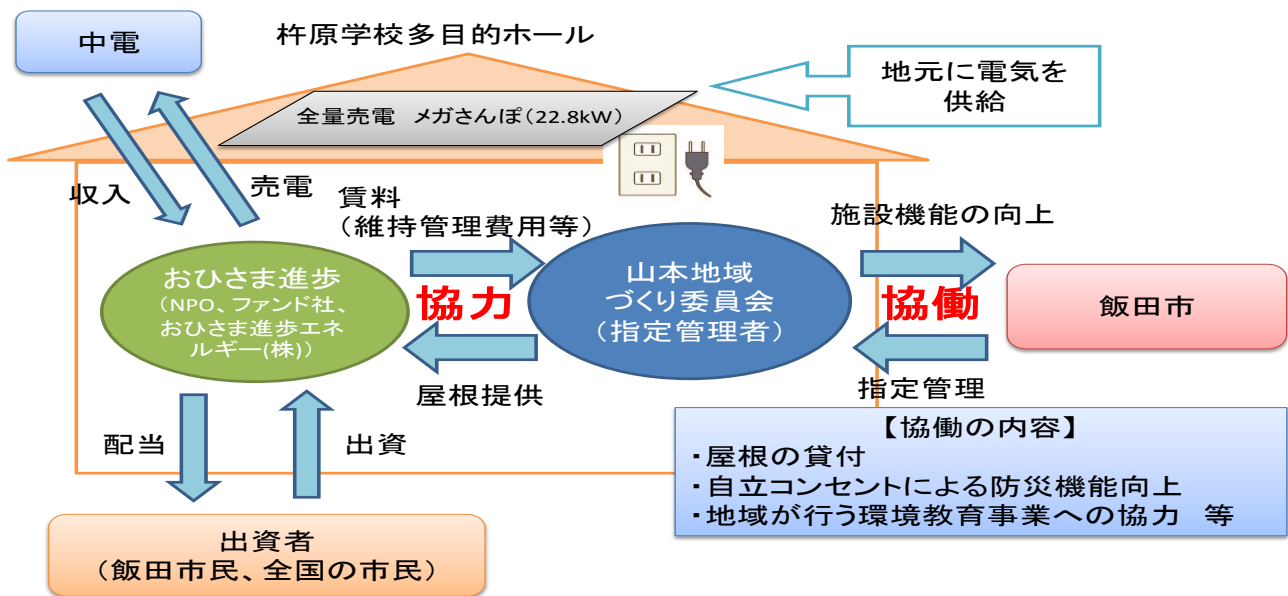 中電
杵原学校多目的ホール
地元に電気を
供給
全量売電 メガさんぽ(22.8kW)
収入
売電
賃料
(維持管理費用等)
施設機能の向上
おひさま進歩
(NPO、ファンド社、
おひさま進歩エネ
ルギー(株))
協力
山本地域
づくり委員会
(指定管理者)
協働
飯田市
屋根提供
指定管理
配当
出資
【協働の内容】
・屋根の貸付
・自立コンセントによる防災機能向上
・地域が行う環境教育事業への協力 等
出資者
(飯田市民、全国の市民)